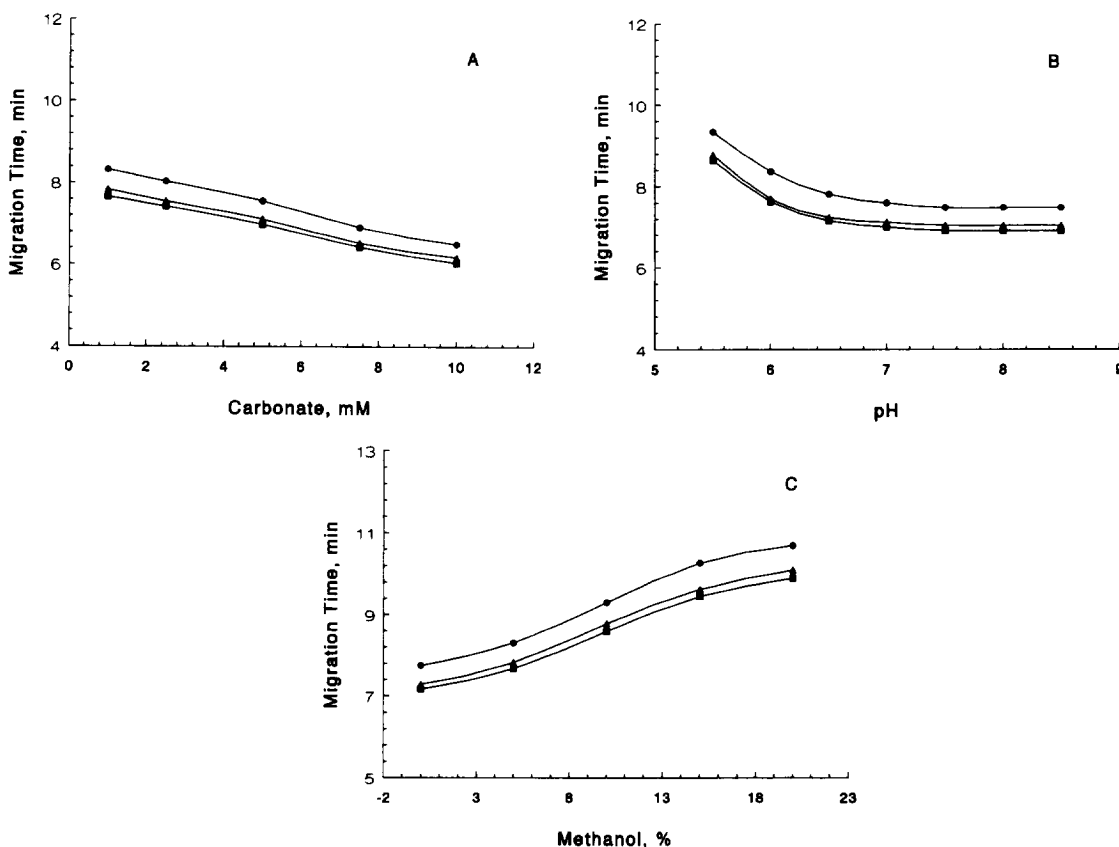 A
12
10
8
6
4
Migration Time, min
0 2 4 6 8 10 12
Carbonate, mM
B
12
10
8
6
4
Migration Time, min
5 6 7 8 9
pH
C
13
11
9
7
5
Migration Time, min
-2 3 8 13 18 23
Methanol, %